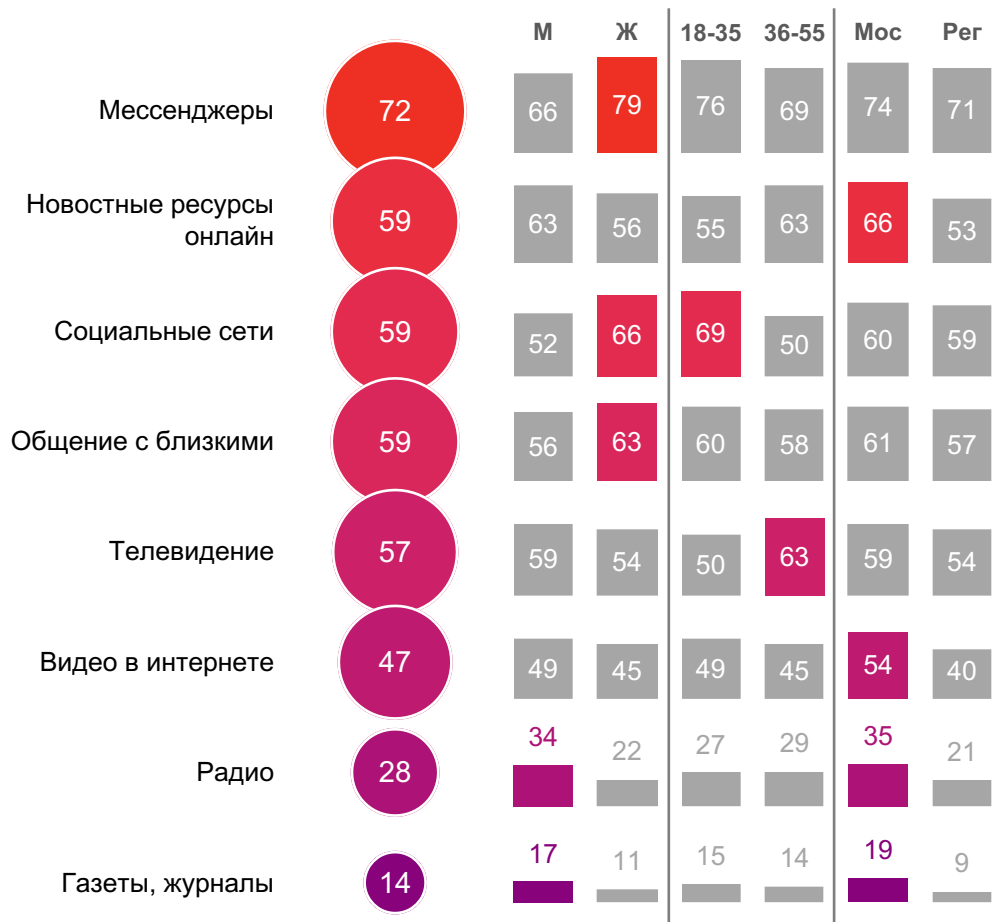 М Ж 18-35 36-55 Мос Рег
Мессенджеры 72 66 79 76 69 74 71
Новостные ресурсы
онлайн 59 63 56 55 63 66 53
Социальные сети 59 52 66 69 50 60 59
Общение с близкими 59 56 63 60 58 61 57
Телевидение 57 59 54 50 63 59 54
Видео в интернете 47 49 45 49 45 54 40
Радио 28 34 22 27 29 35 21
Газеты, журналы 14 17 11 15 14 19 9